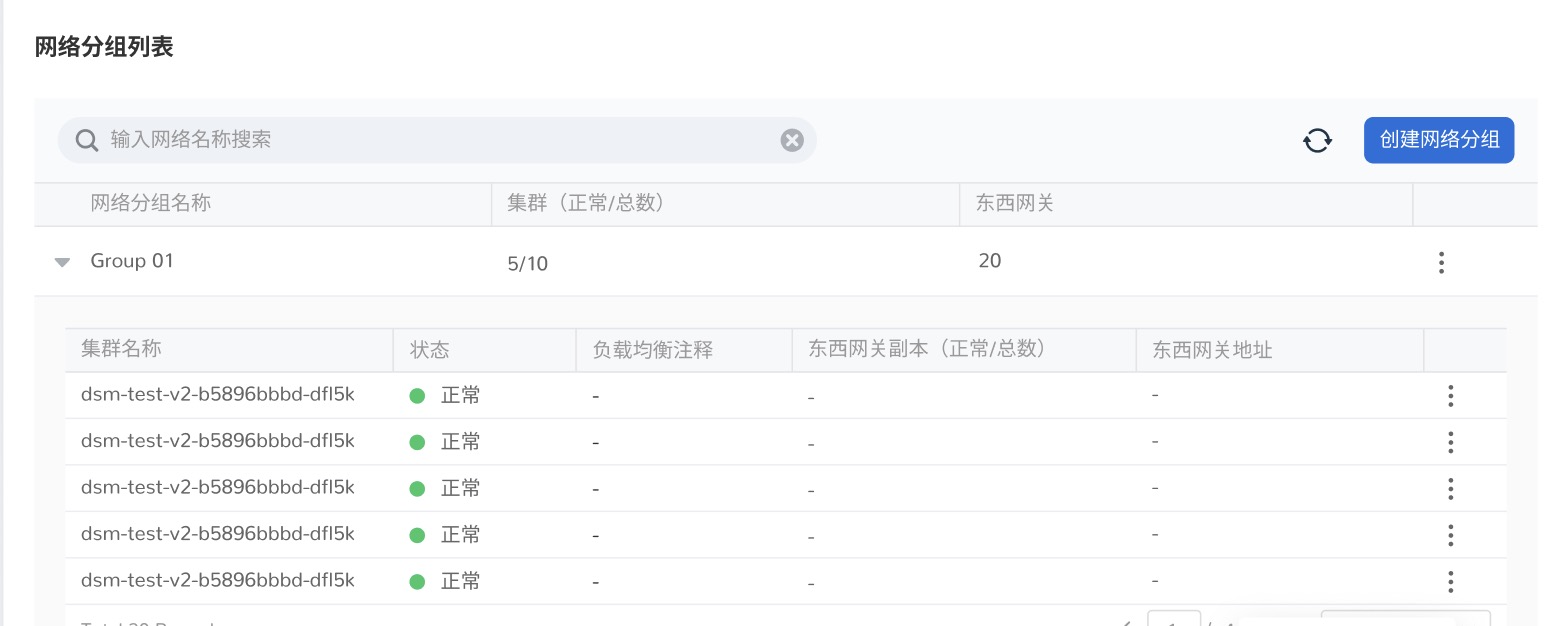 网络分组列表
输入网络名称搜索
创建网络分组
网络分组名称 集群（正常/总数） 东西网关
Group 01 5/10 20
集群名称 状态 负载均衡注释 东西网关副本（正常/总数） 东西网关地址
dsm-test-v2-b5896bbbd-dfl5k 正常 - - -
dsm-test-v2-b5896bbbd-dfl5k 正常 - - -
dsm-test-v2-b5896bbbd-dfl5k 正常 - - -
dsm-test-v2-b5896bbbd-dfl5k 正常 - - -
dsm-test-v2-b5896bbbd-dfl5k 正常 - - -